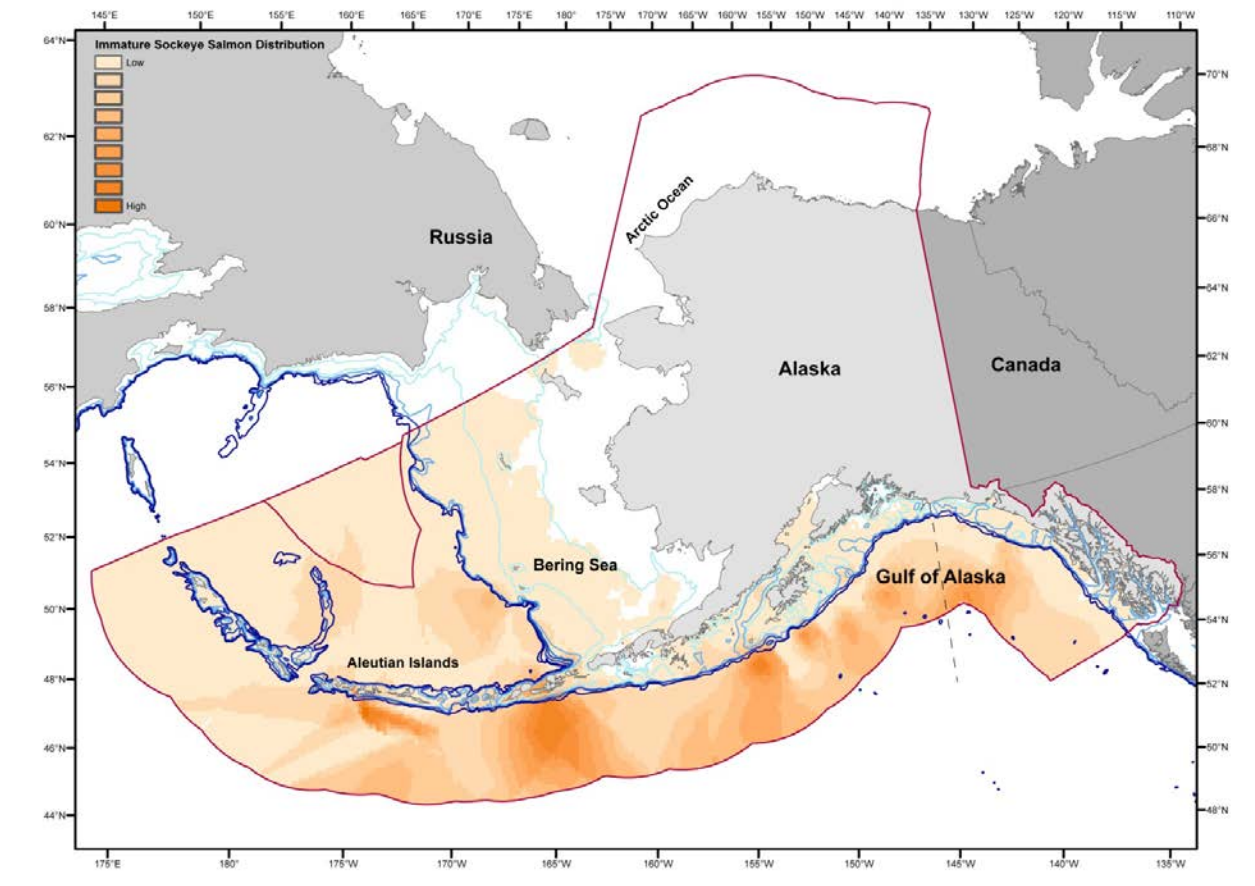 145°E 150°E 155°E 160°E 165°E 170°E 175°E 180° 175°W 170°W 165°W 160°W 155°W 150°W 145°W 140°W 135°W 130°W 125°W 120°W 115°W 110°W
64°N
Immature Sockeye Salmon Distribution
Low
70°N
62°N
68°N
High
Arctic Ocean
60°N
66°N
Russia
58°N
64°N
62°N
Alaska
Canada
56°N
60°N
54°N
58°N
52°N
56°N
Bering Sea
Gulf of Alaska
50°N
54°N
Aleutian Islands
48°N
52°N
46°N
50°N
44°N
48°N
175°E 180° 175°W 170°W 165°W 160°W 155°W 150°W 145°W 140°W 135°W